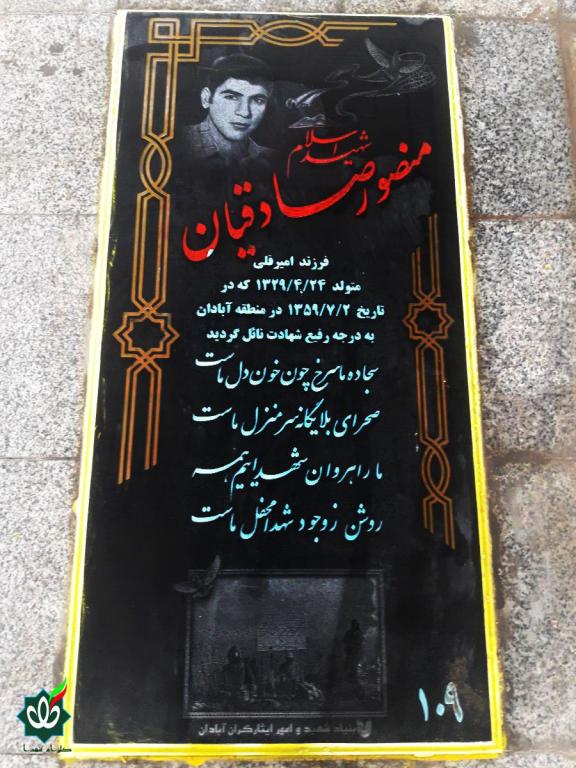 شهید اسلام
منصور صادقیان
فرزند امیرقلی
متولد ۱۳۲۹/۴/۲۴ که در
تاریخ ۱۳۵۹/۷/۲ در منطقه آبادان
به درجه رفیع شهادت نائل گردید
سجاده ما سرخ چون خون دل ماست
صحرای بلا یگانه سر منزل ماست
ما راهروان شهدائیم همه
روشن ز وجود شهدا محفل ماست
۱۰۹
بنیاد شهید و امور ایثارگران آبادان